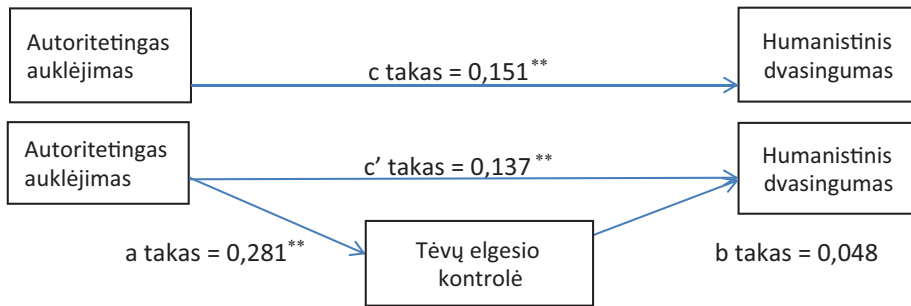 Autoritetingas
auklėjimas
c takas = 0,151**
Humanistinis
dvasingumas
Autoritetingas
auklėjimas
c’ takas = 0,137**
Humanistinis
dvasingumas
a takas = 0,281**
Tėvų elgesio
kontrolė
b takas = 0,048